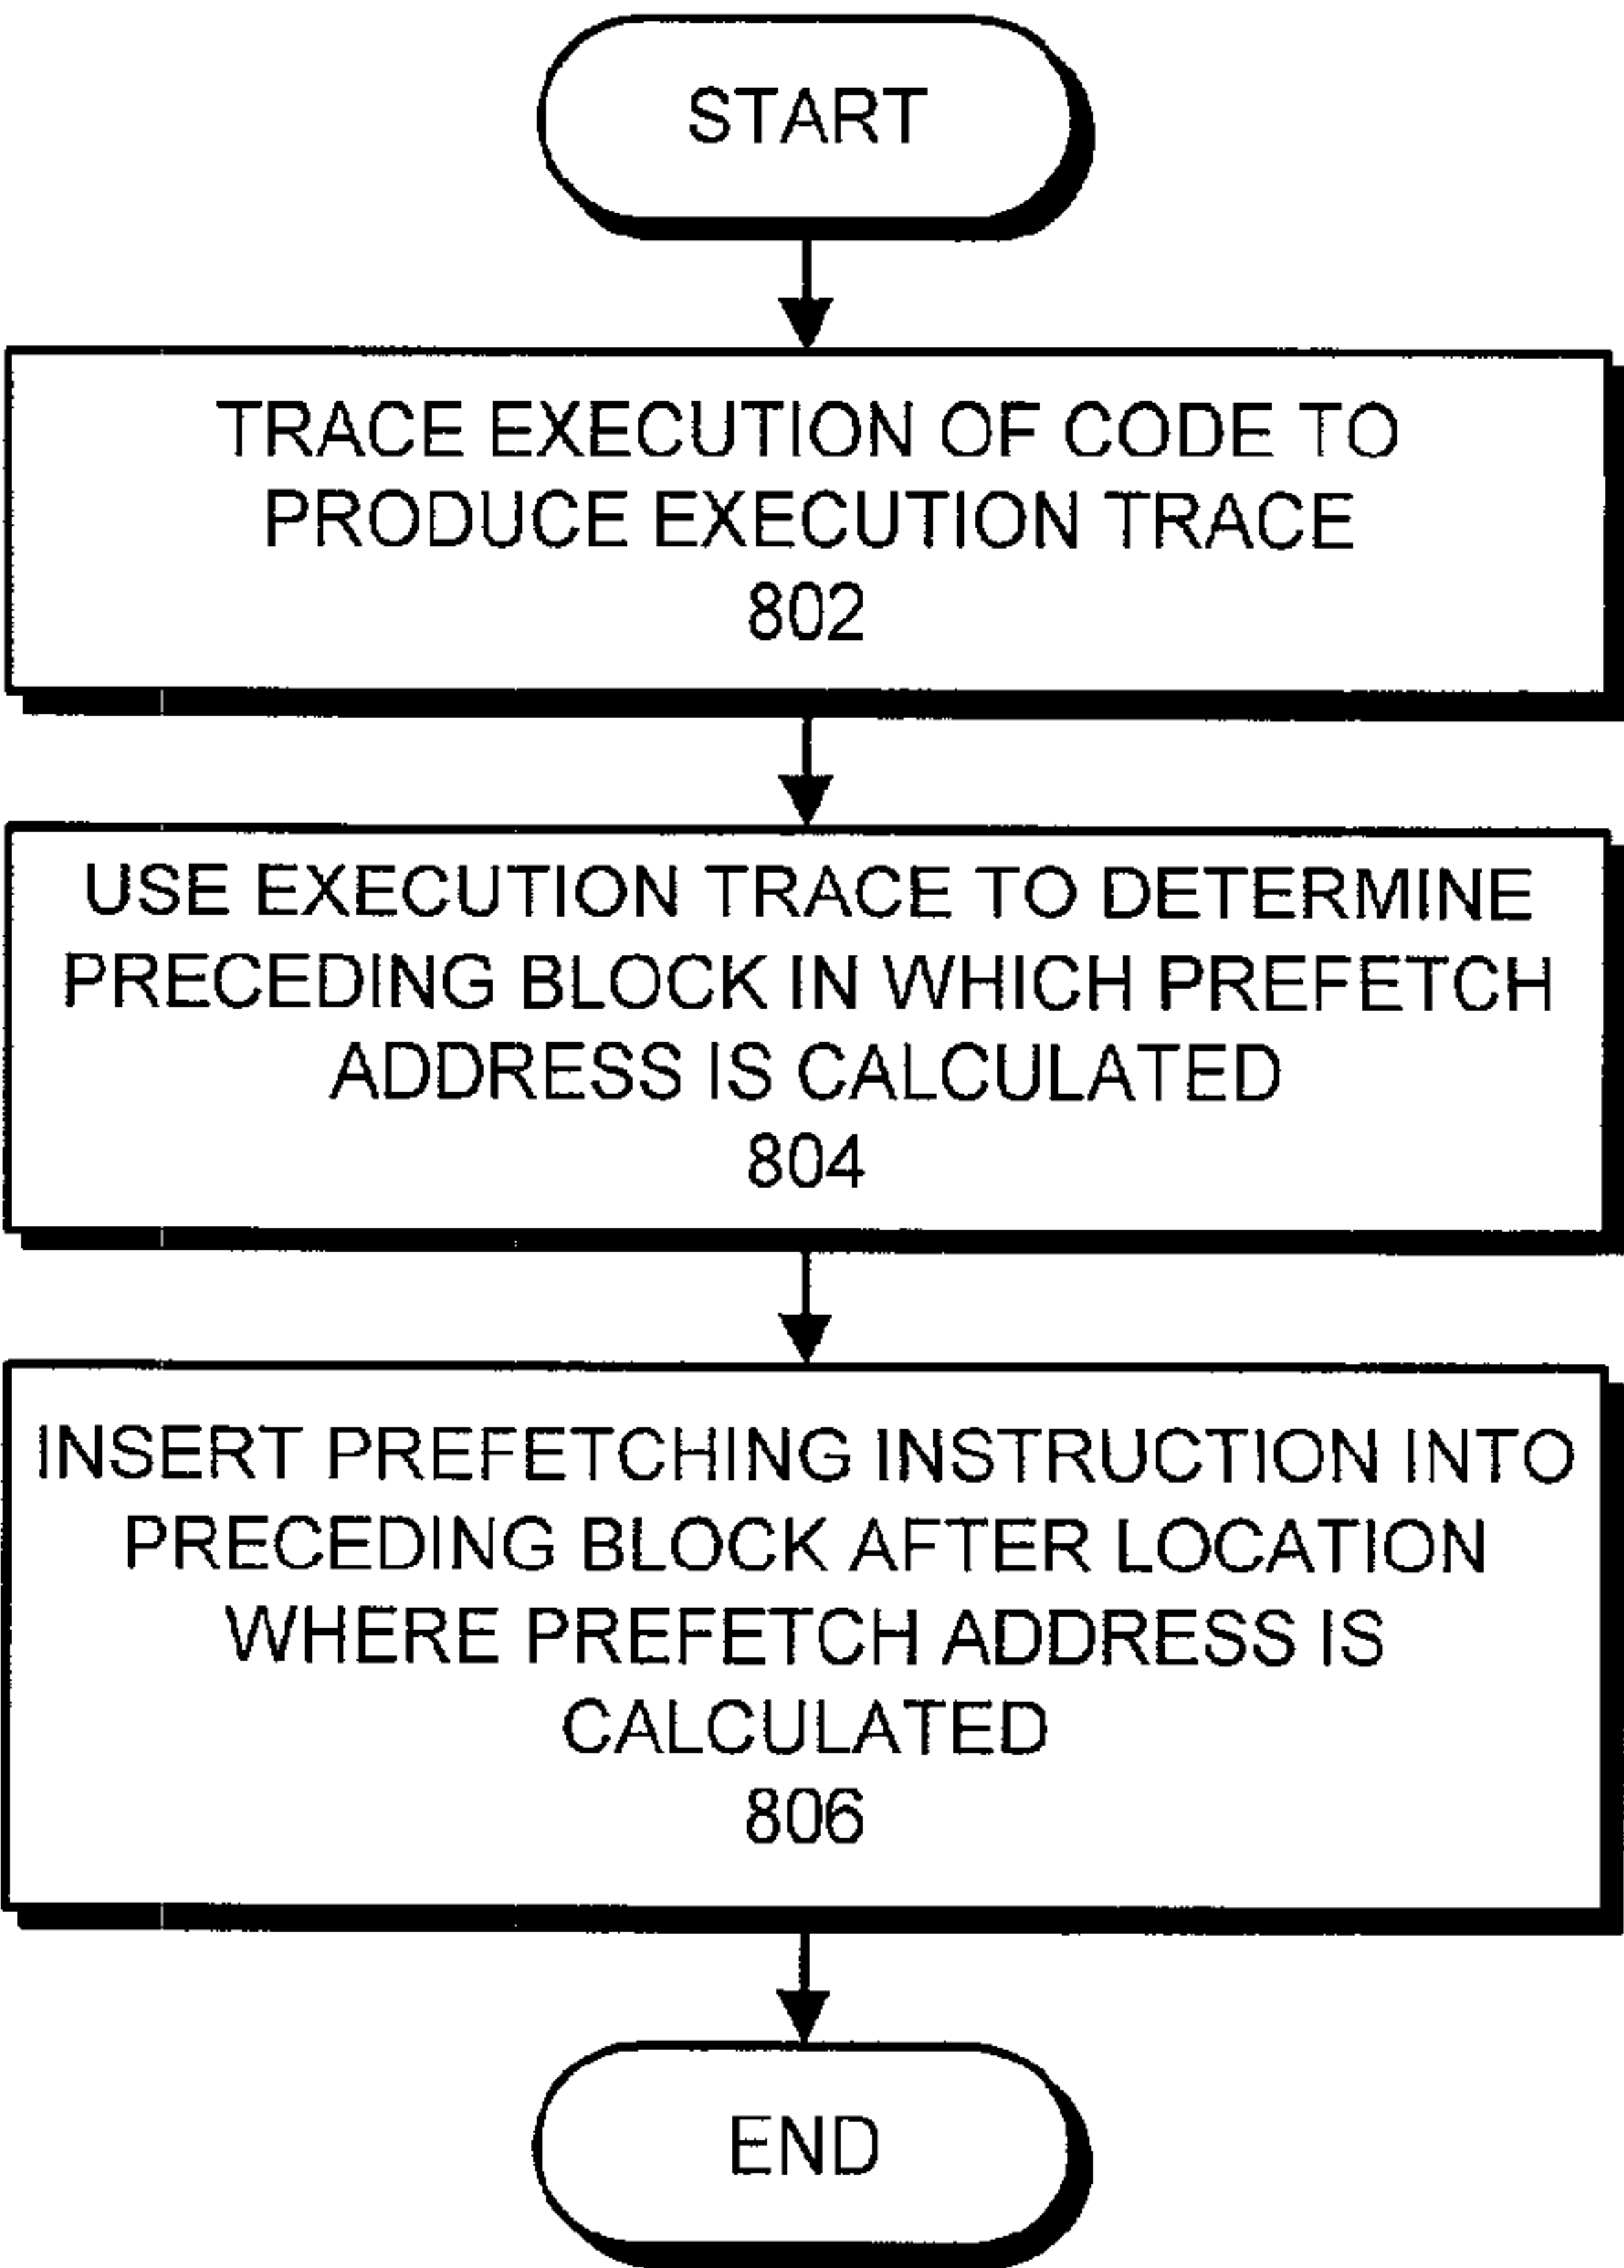 START
TRACE EXECUTION OF CODE TO
PRODUCE EXECUTION TRACE
802
USE EXECUTION TRACE TO DETERMINE
PRECEDING BLOCK IN WHICH PREFETCH
ADDRESS IS CALCULATED
804
INSERT PREFETCHING INSTRUCTION INTO
PRECEDING BLOCK AFTER LOCATION
WHERE PREFETCH ADDRESS IS
CALCULATED
806
END